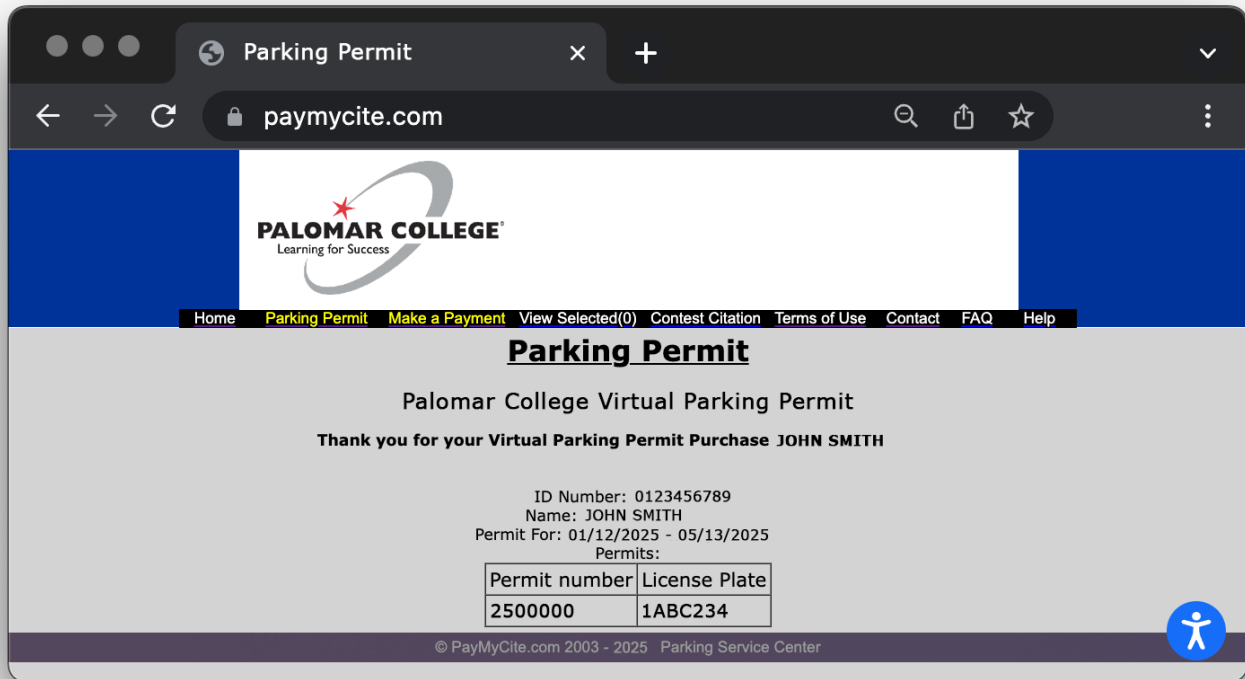 Parking Permit
paymycite.com
PALOMAR COLLEGE®
Learning for Success
Home Parking Permit Make a Payment View Selected(0) Contest Citation Terms of Use Contact FAQ Help
Parking Permit
Palomar College Virtual Parking Permit
Thank you for your Virtual Parking Permit Purchase JOHN SMITH
ID Number: 0123456789
Name: JOHN SMITH
Permit For: 01/12/2025 - 05/13/2025
Permits:
Permit number License Plate
2500000 1ABC234
© PayMyCite.com 2003 - 2025 Parking Service Center